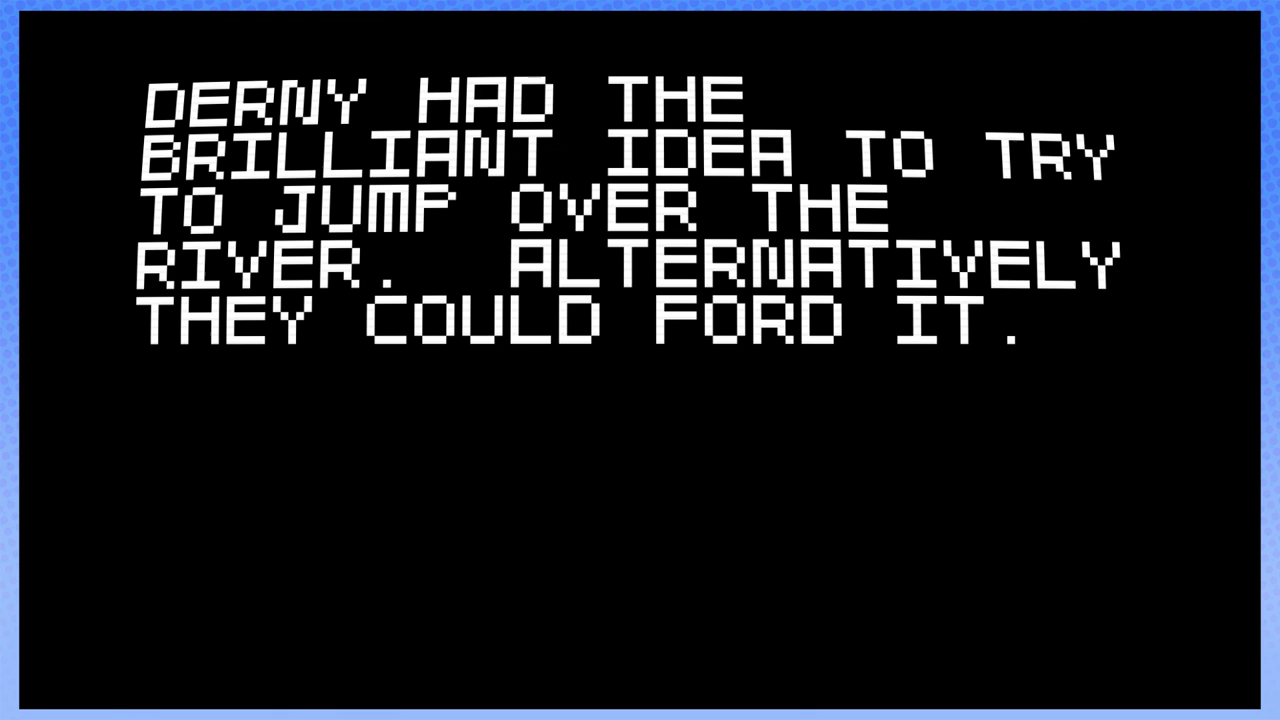 DERNY HAD THE
BRILLIANT IDEA TO TRY
TO JUMP OVER THE
RIVER.  ALTERNATIVELY
THEY COULD FORD IT.